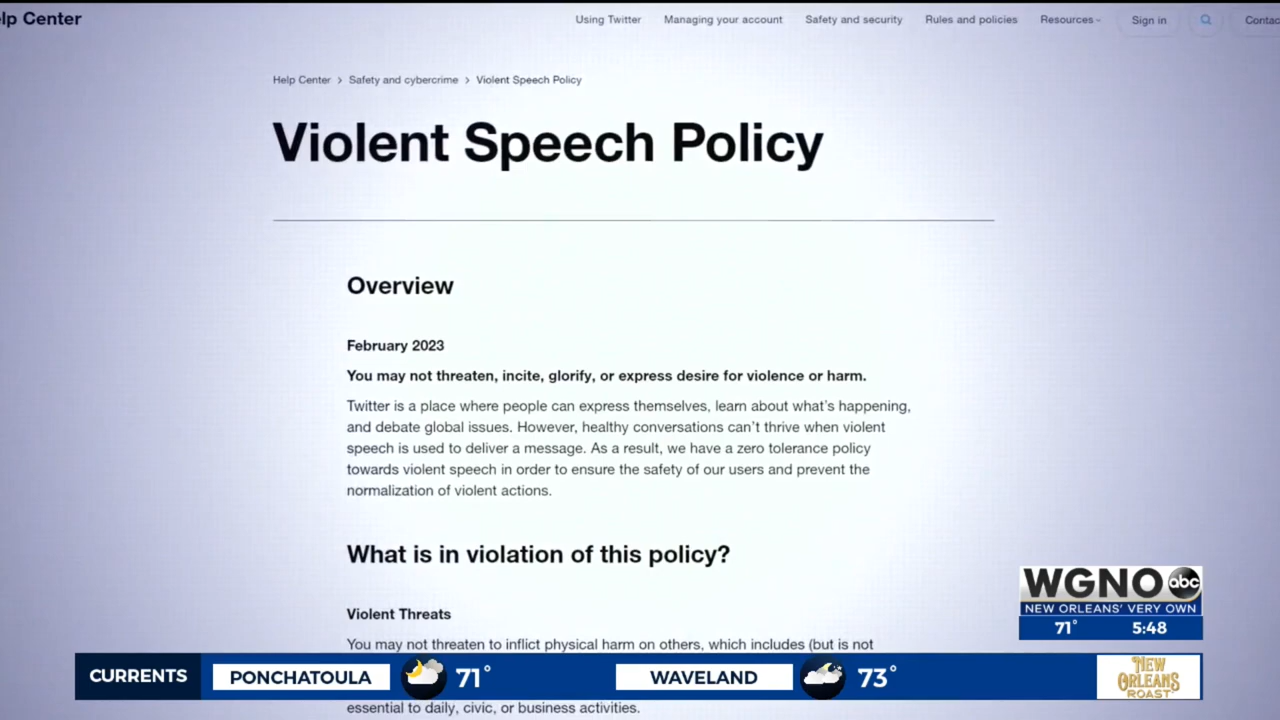 lp Center
Using Twitter Managing your account Safety and security Rules and policies Resources Sign in Contac
Help Center > Safety and cybercrime > Violent Speech Policy
Violent Speech Policy
Overview
February 2023
You may not threaten, incite, glorify, or express desire for violence or harm.
Twitter is a place where people can express themselves, learn about what's happening,
and debate global issues. However, healthy conversations can't thrive when violent
speech is used to deliver a message. As a result, we have a zero tolerance policy
towards violent speech in order to ensure the safety of our users and prevent the
normalization of violent actions.
What is in violation of this policy?
Violent Threats
You may not threaten to inflict physical harm on others, which includes (but is not
WGNO abc
NEW ORLEANS' VERY OWN
71° 5:48
CURRENTS PONCHATOULA 71° WAVELAND 73°
NEW ORLEANS ROAST
essential to daily, civic, or business activities.